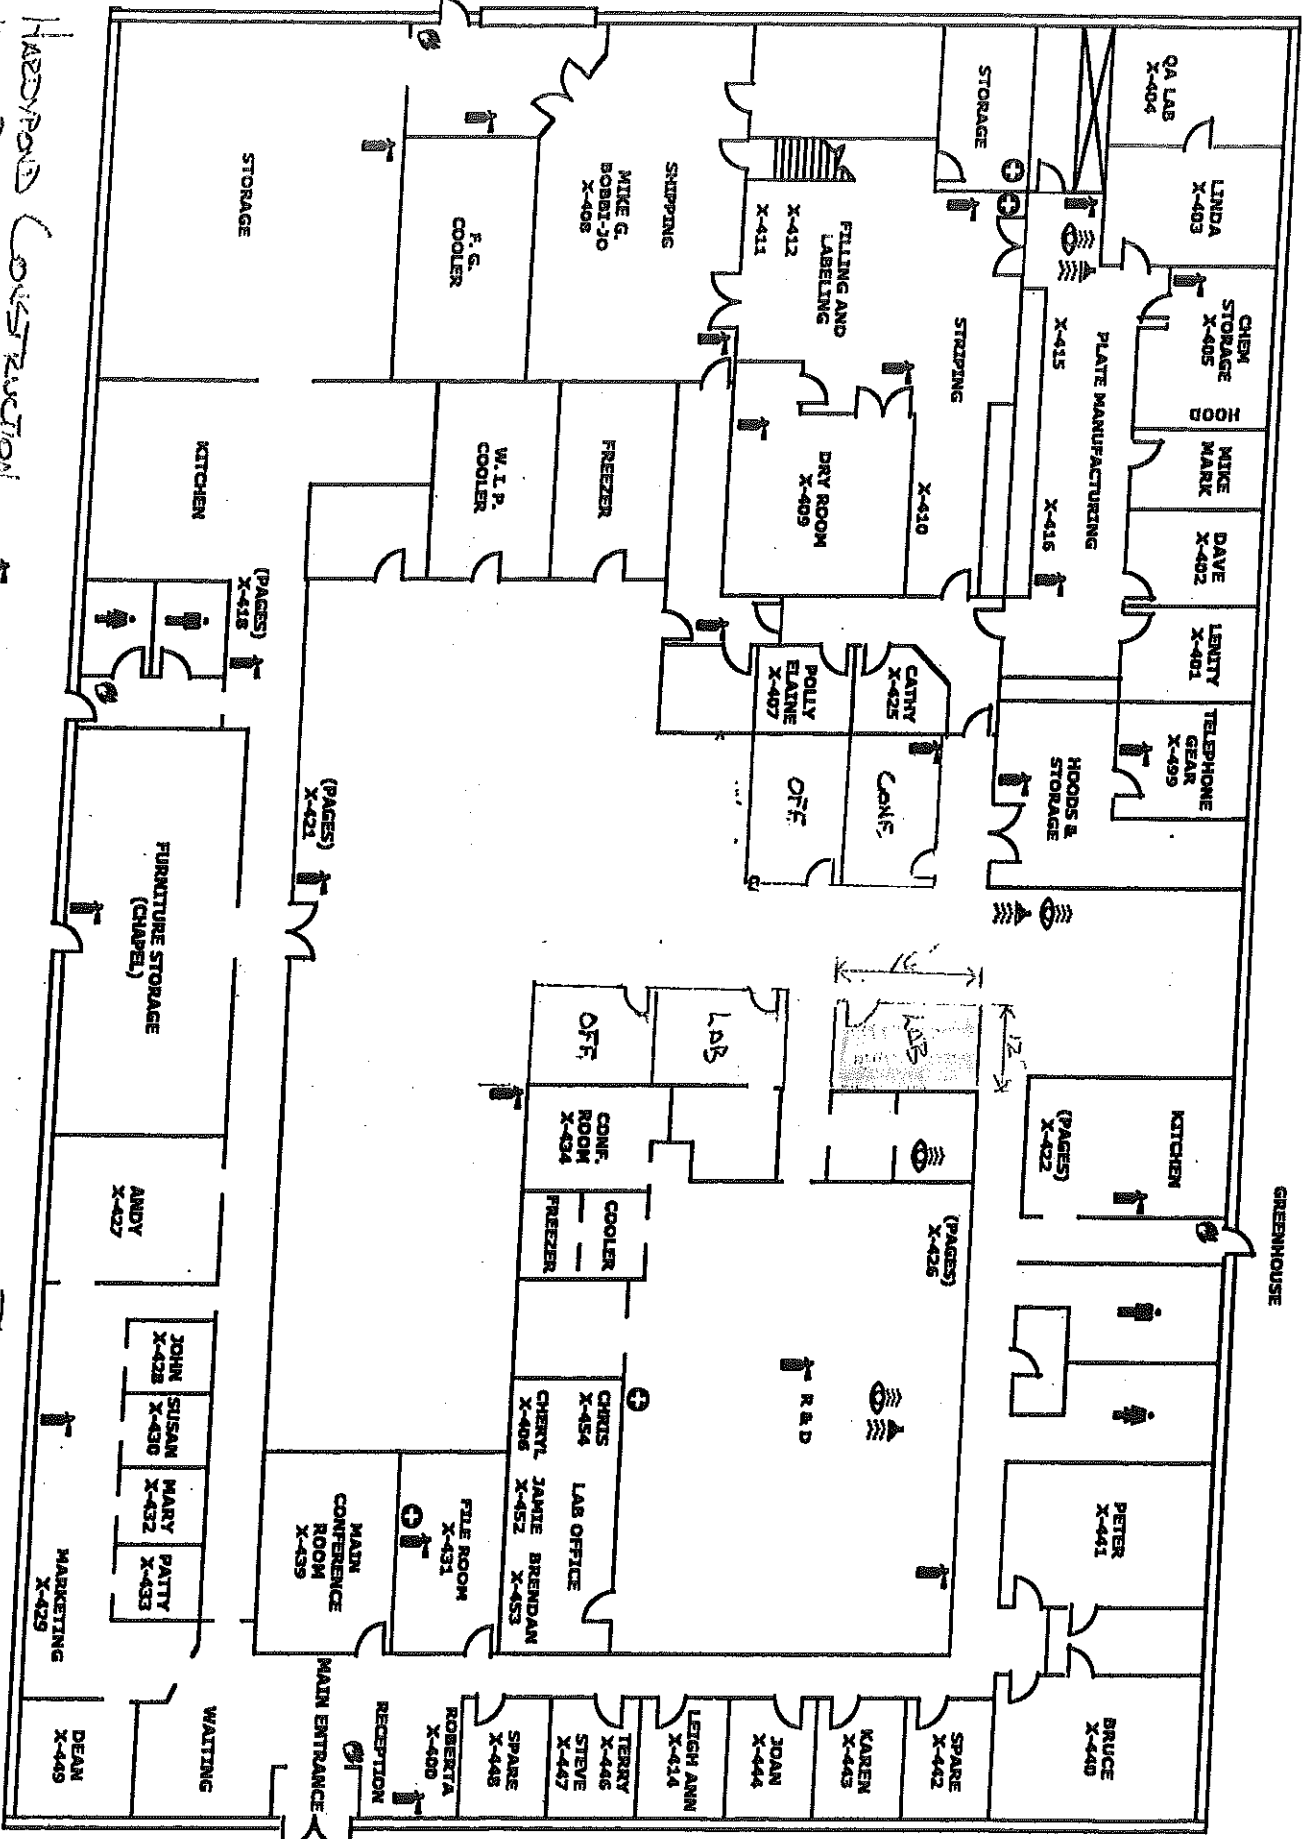 QA LAB
X-404
LINDA
X-403
CHEM
STORAGE
X-405
HOOD
MIKE
MARK
DAVE
X-402
LENITY
X-401
TELEPHONE
GEAR
X-499
GREENHOUSE
STORAGE
PLATE MANUFACTURING
X-415
X-416
HOODS &
STORAGE
KITCHEN
(PAGES)
X-422
PETER
X-441
BRUCE
X-440
STRIPING
FILLING AND
LABELING
X-412
X-411
X-410
DRY ROOM
X-409
CATHY
X-425
POLLY
ELAINE
X-407
CONF.
OFF.
LAB
12'
(PAGES)
X-426
R & D
SPARE
X-442
KAREN
X-443
JOAN
X-444
LEIGH ANN
X-414
TERRY
X-446
STEVE
X-447
SPARE
X-448
ROBERTA
X-400
RECEPTION
MAIN ENTRANCE
SHIPPING
MIKE G.
BOBBI-JO
X-408
F. G.
COOLER
FREEZER
W. I. P.
COOLER
LAB
OFF.
CONF.
ROOM
X-434
COOLER
FREEZER
LAB OFFICE
CHRIS
X-454
CHERYL
X-406
JAMIE
X-452
BRENDAN
X-453
FILE ROOM
X-431
MAIN
CONFERENCE
ROOM
X-439
STORAGE
KITCHEN
(PAGES)
X-418
(PAGES)
X-421
FURNITURE STORAGE
(CHAPEL)
ANDY
X-427
JOHN
X-428
SUSAN
X-430
MARY
X-432
PATTY
X-433
MARKETING
X-429
WAITING
DEAN
X-449
HARDYPOND CONSTRUCTION